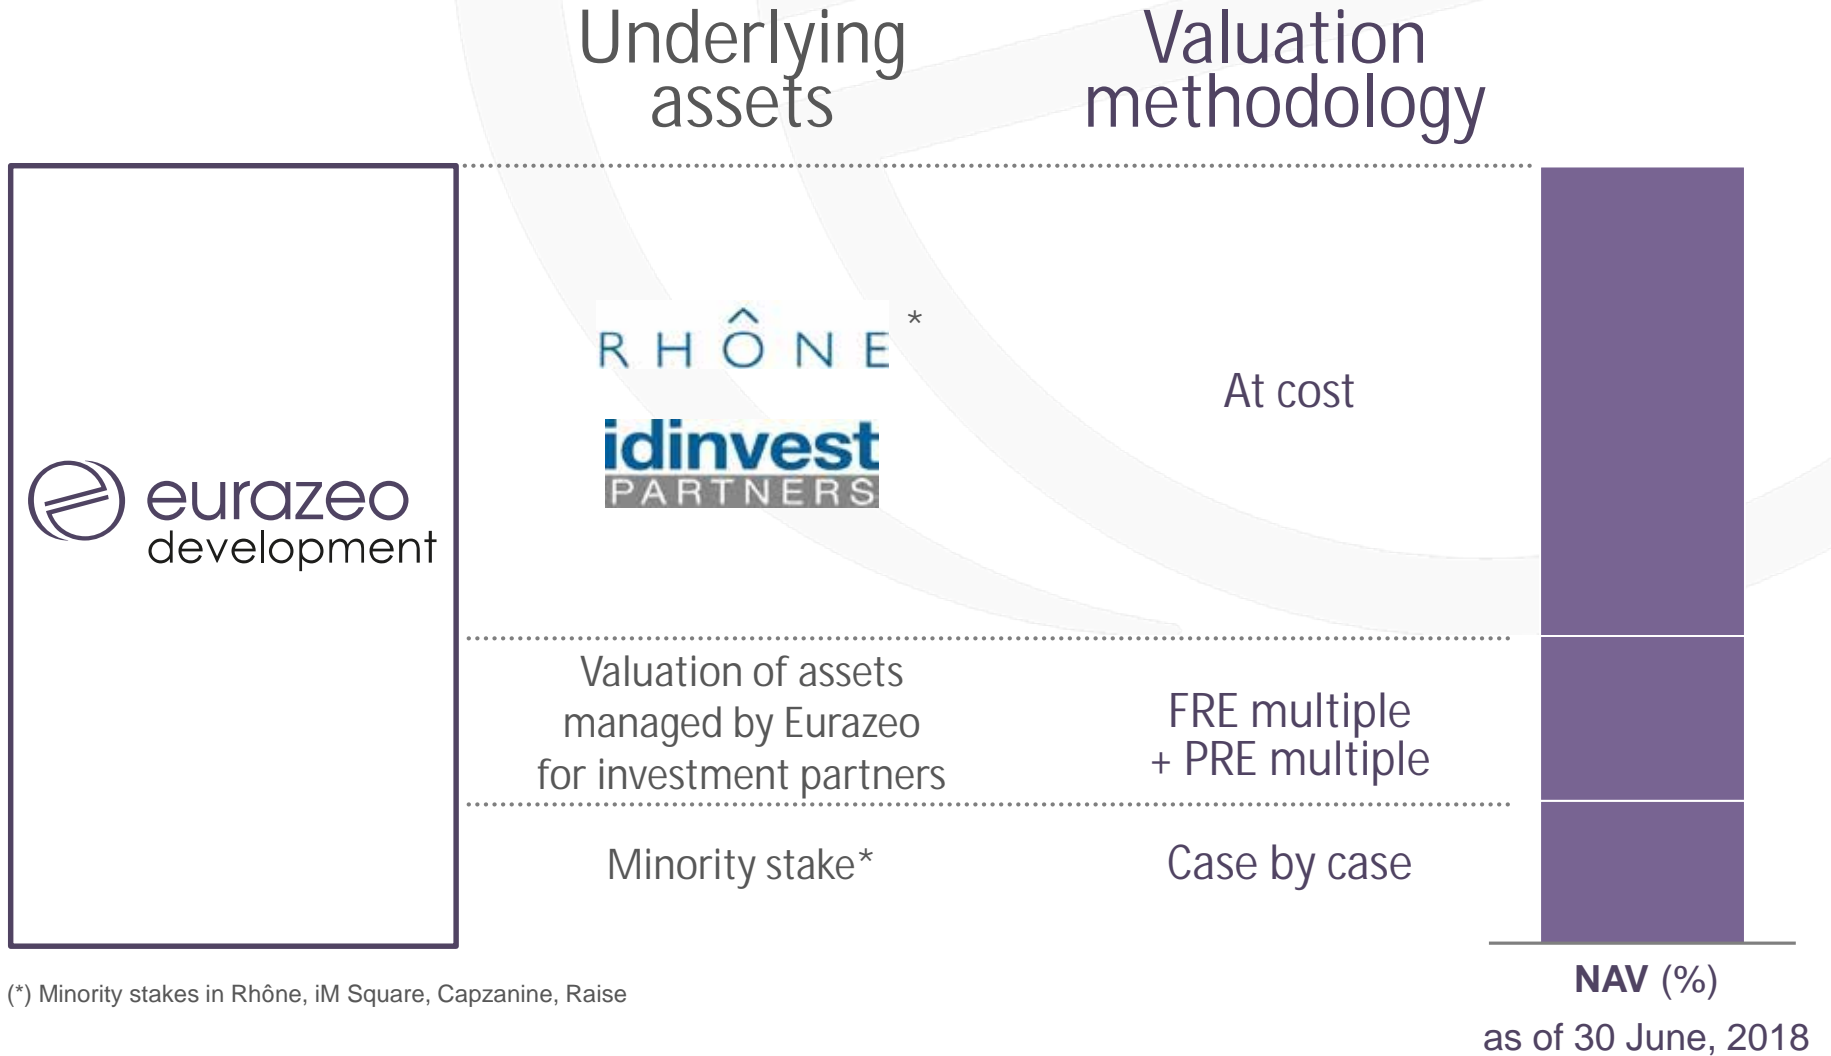 Underlying
assets
Valuation
methodology
RHÔNE *
idinvest
PARTNERS
At cost
eurazeo
development
Valuation of assets
managed by Eurazeo
for investment partners
FRE multiple
+ PRE multiple
Minority stake*
Case by case
(*) Minority stakes in Rhône, iM Square, Capzanine, Raise
NAV (%)
as of 30 June, 2018